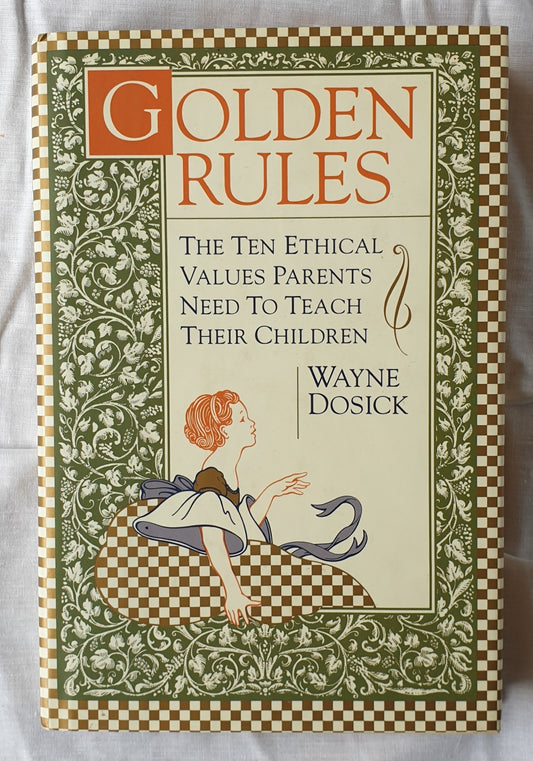 GOLDEN
RULES
THE TEN ETHICAL
VALUES PARENTS
NEED TO TEACH
THEIR CHILDREN
WAYNE
DOSICK